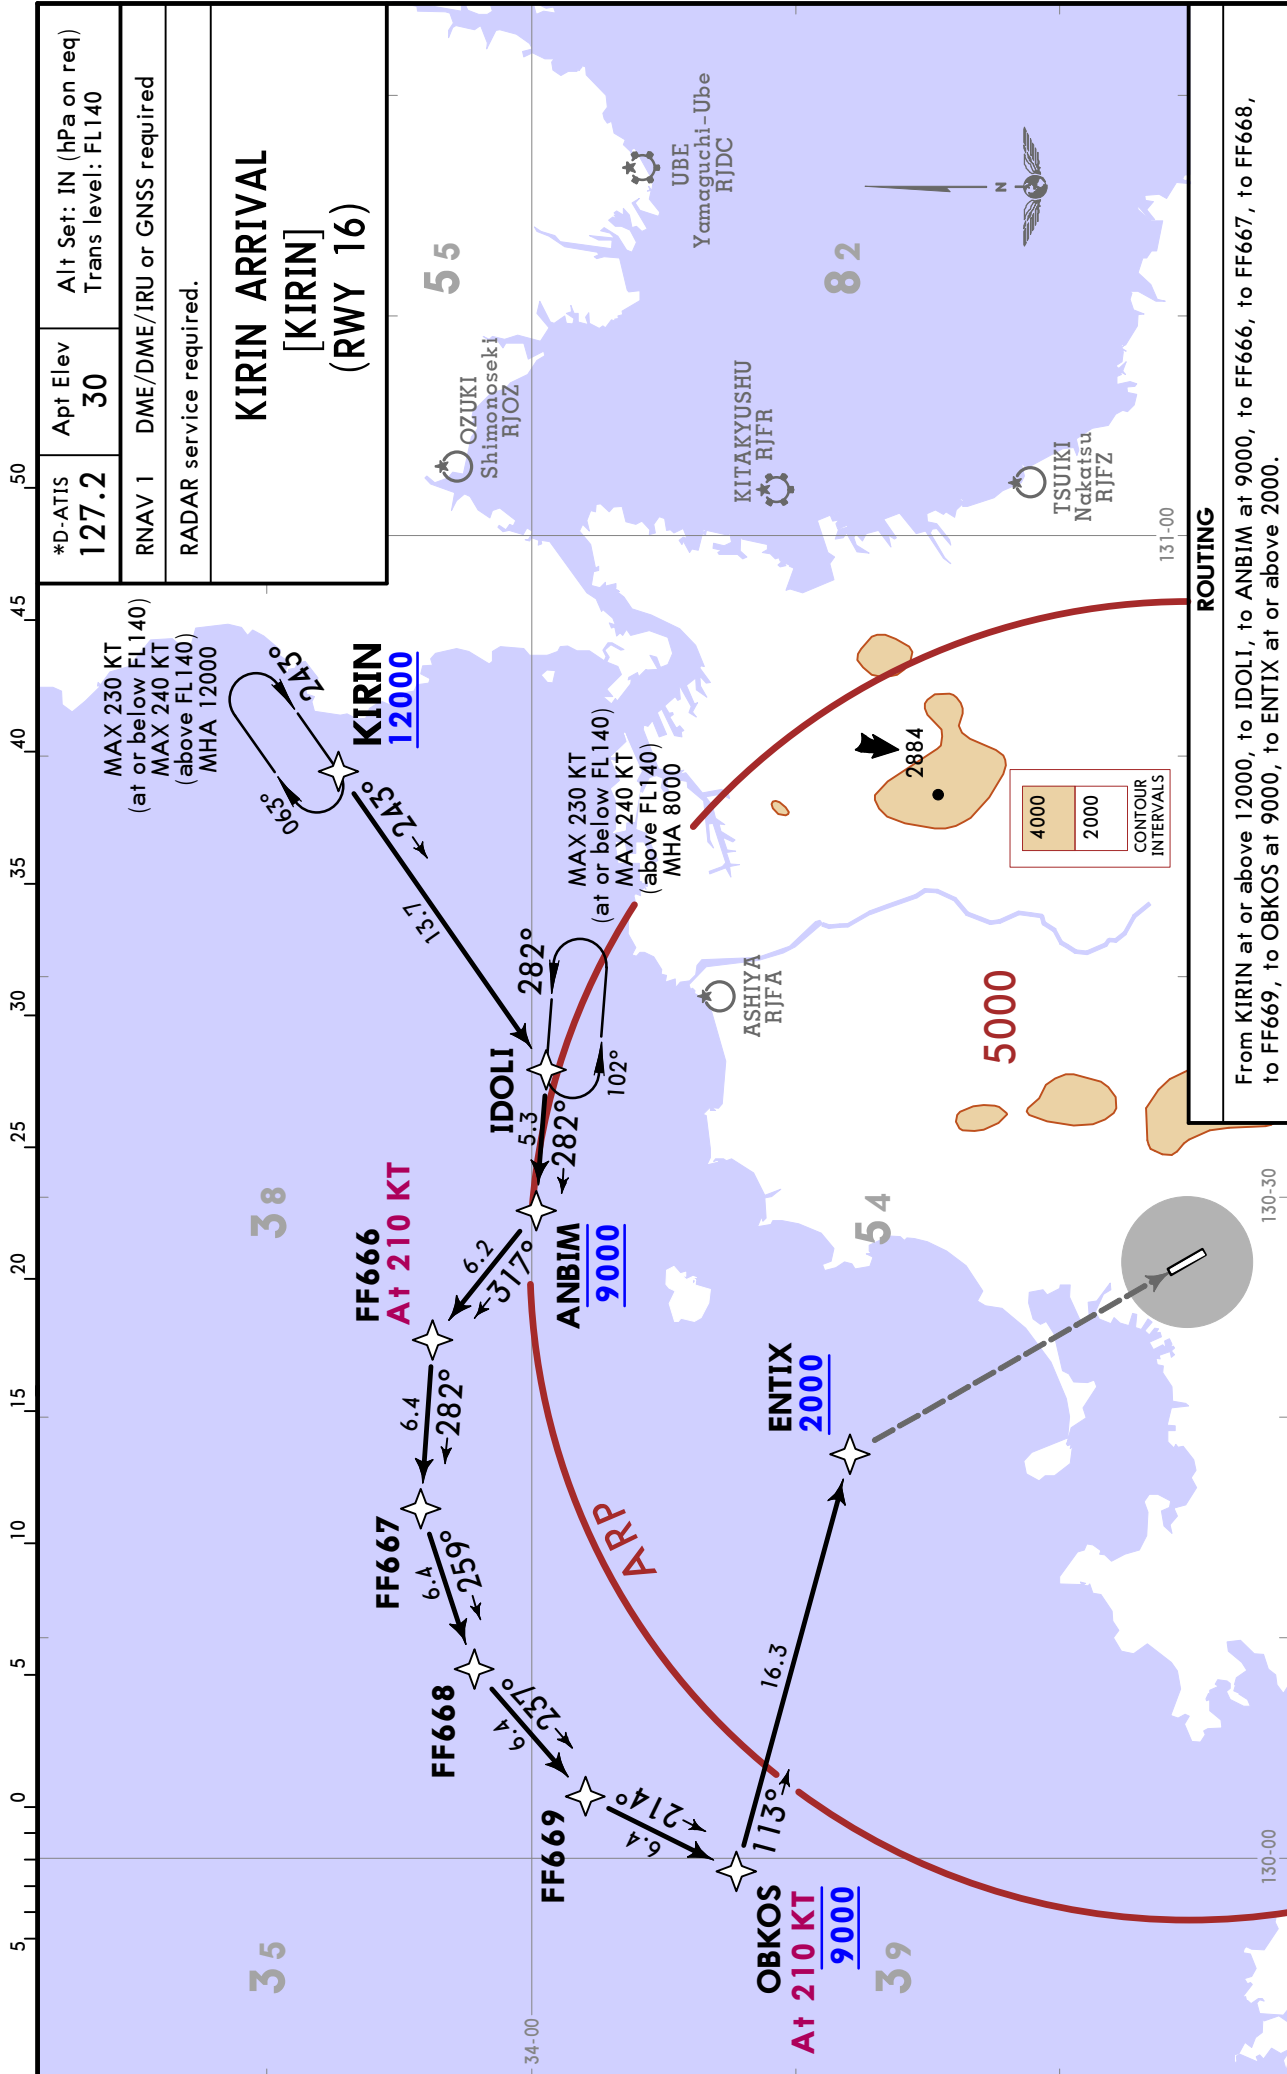 *D-ATIS
127.2
Apt Elev
30
Alt Set: IN (hPa on req)
Trans level: FL140
RNAV 1 DME/DME/IRU or GNSS required
RADAR service required.
KIRIN ARRIVAL
[KIRIN]
(RWY 16)
5
0
5
10
15
20
25
30
35
40
45
50
MAX 230 KT
(at or below FL140)
MAX 240 KT
(above FL140)
MHA 12000
243°
063°
KIRIN
12000
243°
13.7
IDOLI
282°
102°
MAX 230 KT
(at or below FL140)
MAX 240 KT
(above FL140)
MHA 8000
5.3
282°
ANBIM
9000
6.2
317°
FF666
At 210 KT
6.4
282°
FF667
6.4
259°
FF668
6.4
237°
FF669
6.4
214°
OBKOS
At 210 KT
9000
113°
16.3
ENTIX
2000
ARP
35
38
55
39
54
82
34-00
130-00
130-30
131-00
OZUKI
Shimonoseki
RJOZ
UBE
Yamaguchi-Ube
RJDC
KITAKYUSHU
RJFR
TSUIKI
Nakatsu
RJFZ
ASHIYA
RJFA
N
2884
5000
4000
2000
CONTOUR
INTERVALS
ROUTING
From KIRIN at or above 12000, to IDOLI, to ANBIM at 9000, to FF666, to FF667, to FF668,
to FF669, to OBKOS at 9000, to ENTIX at or above 2000.